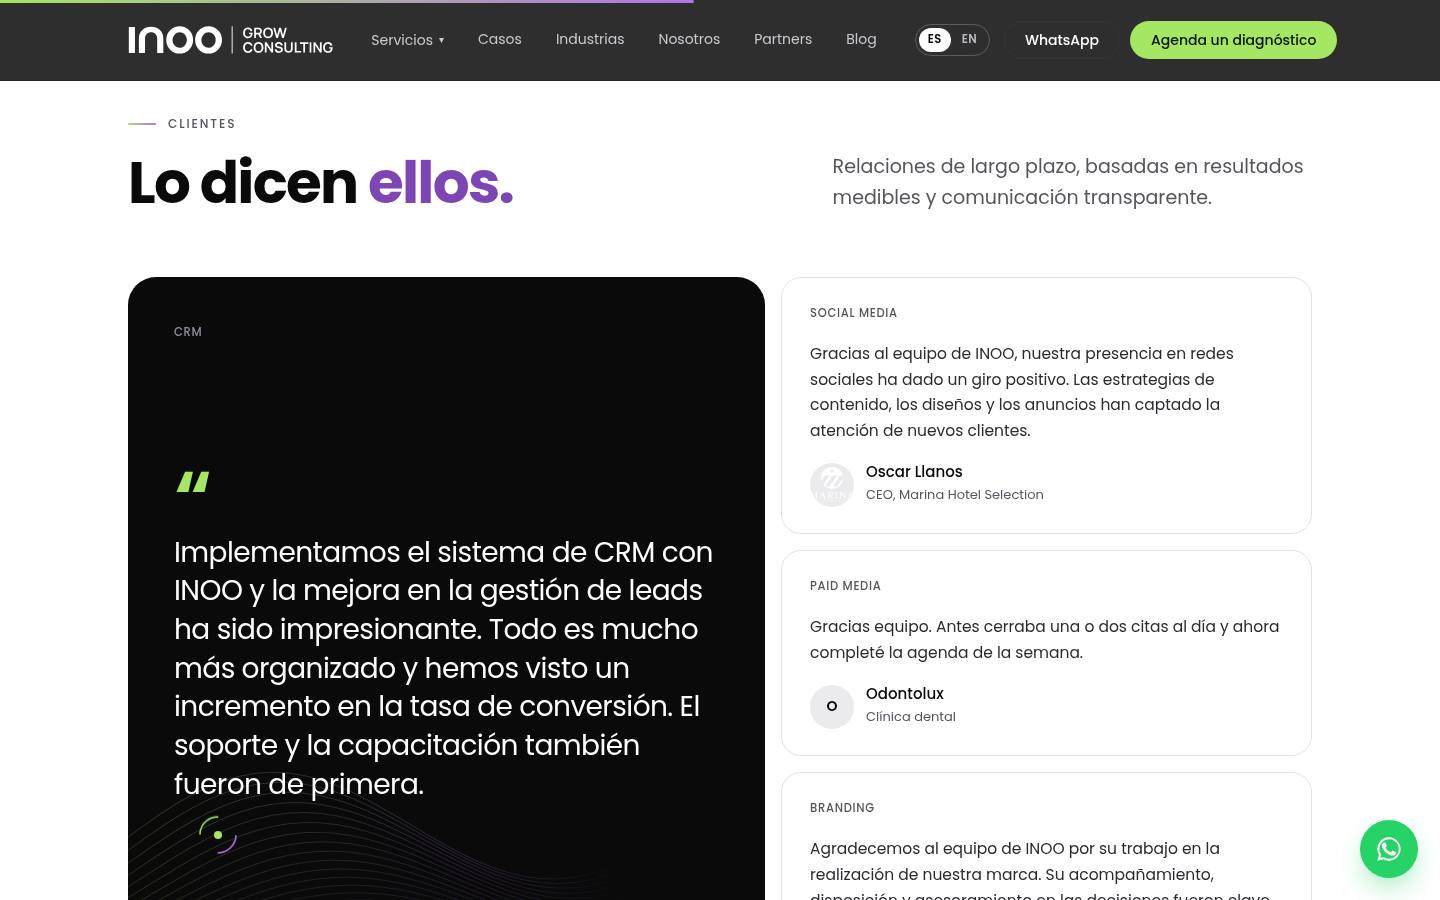 INOO GROW CONSULTING
Servicios ▾
Casos
Industrias
Nosotros
Partners
Blog
ES
EN
WhatsApp
Agenda un diagnóstico
CLIENTES
Lo dicen ellos.
Relaciones de largo plazo, basadas en resultados
medibles y comunicación transparente.
CRM
“
Implementamos el sistema de CRM con
INOO y la mejora en la gestión de leads
ha sido impresionante. Todo es mucho
más organizado y hemos visto un
incremento en la tasa de conversión. El
soporte y la capacitación también
fueron de primera.
SOCIAL MEDIA
Gracias al equipo de INOO, nuestra presencia en redes
sociales ha dado un giro positivo. Las estrategias de
contenido, los diseños y los anuncios han captado la
atención de nuevos clientes.
Oscar Llanos
CEO, Marina Hotel Selection
PAID MEDIA
Gracias equipo. Antes cerraba una o dos citas al día y ahora
completé la agenda de la semana.
O
Odontolux
Clínica dental
BRANDING
Agradecemos al equipo de INOO por su trabajo en la
realización de nuestra marca. Su acompañamiento,
disposición y asesoramiento en las decisiones fueron clave